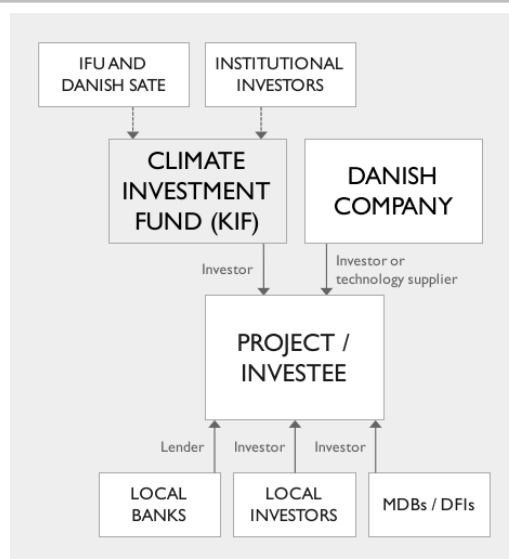 IFU AND
DANISH SATE
INSTITUTIONAL
INVESTORS
CLIMATE
INVESTMENT
FUND (KIF)
DANISH
COMPANY
Investor
Investor or
technology supplier
PROJECT /
INVESTEE
Lender
Investor
Investor
LOCAL
BANKS
LOCAL
INVESTORS
MDBs / DFIs